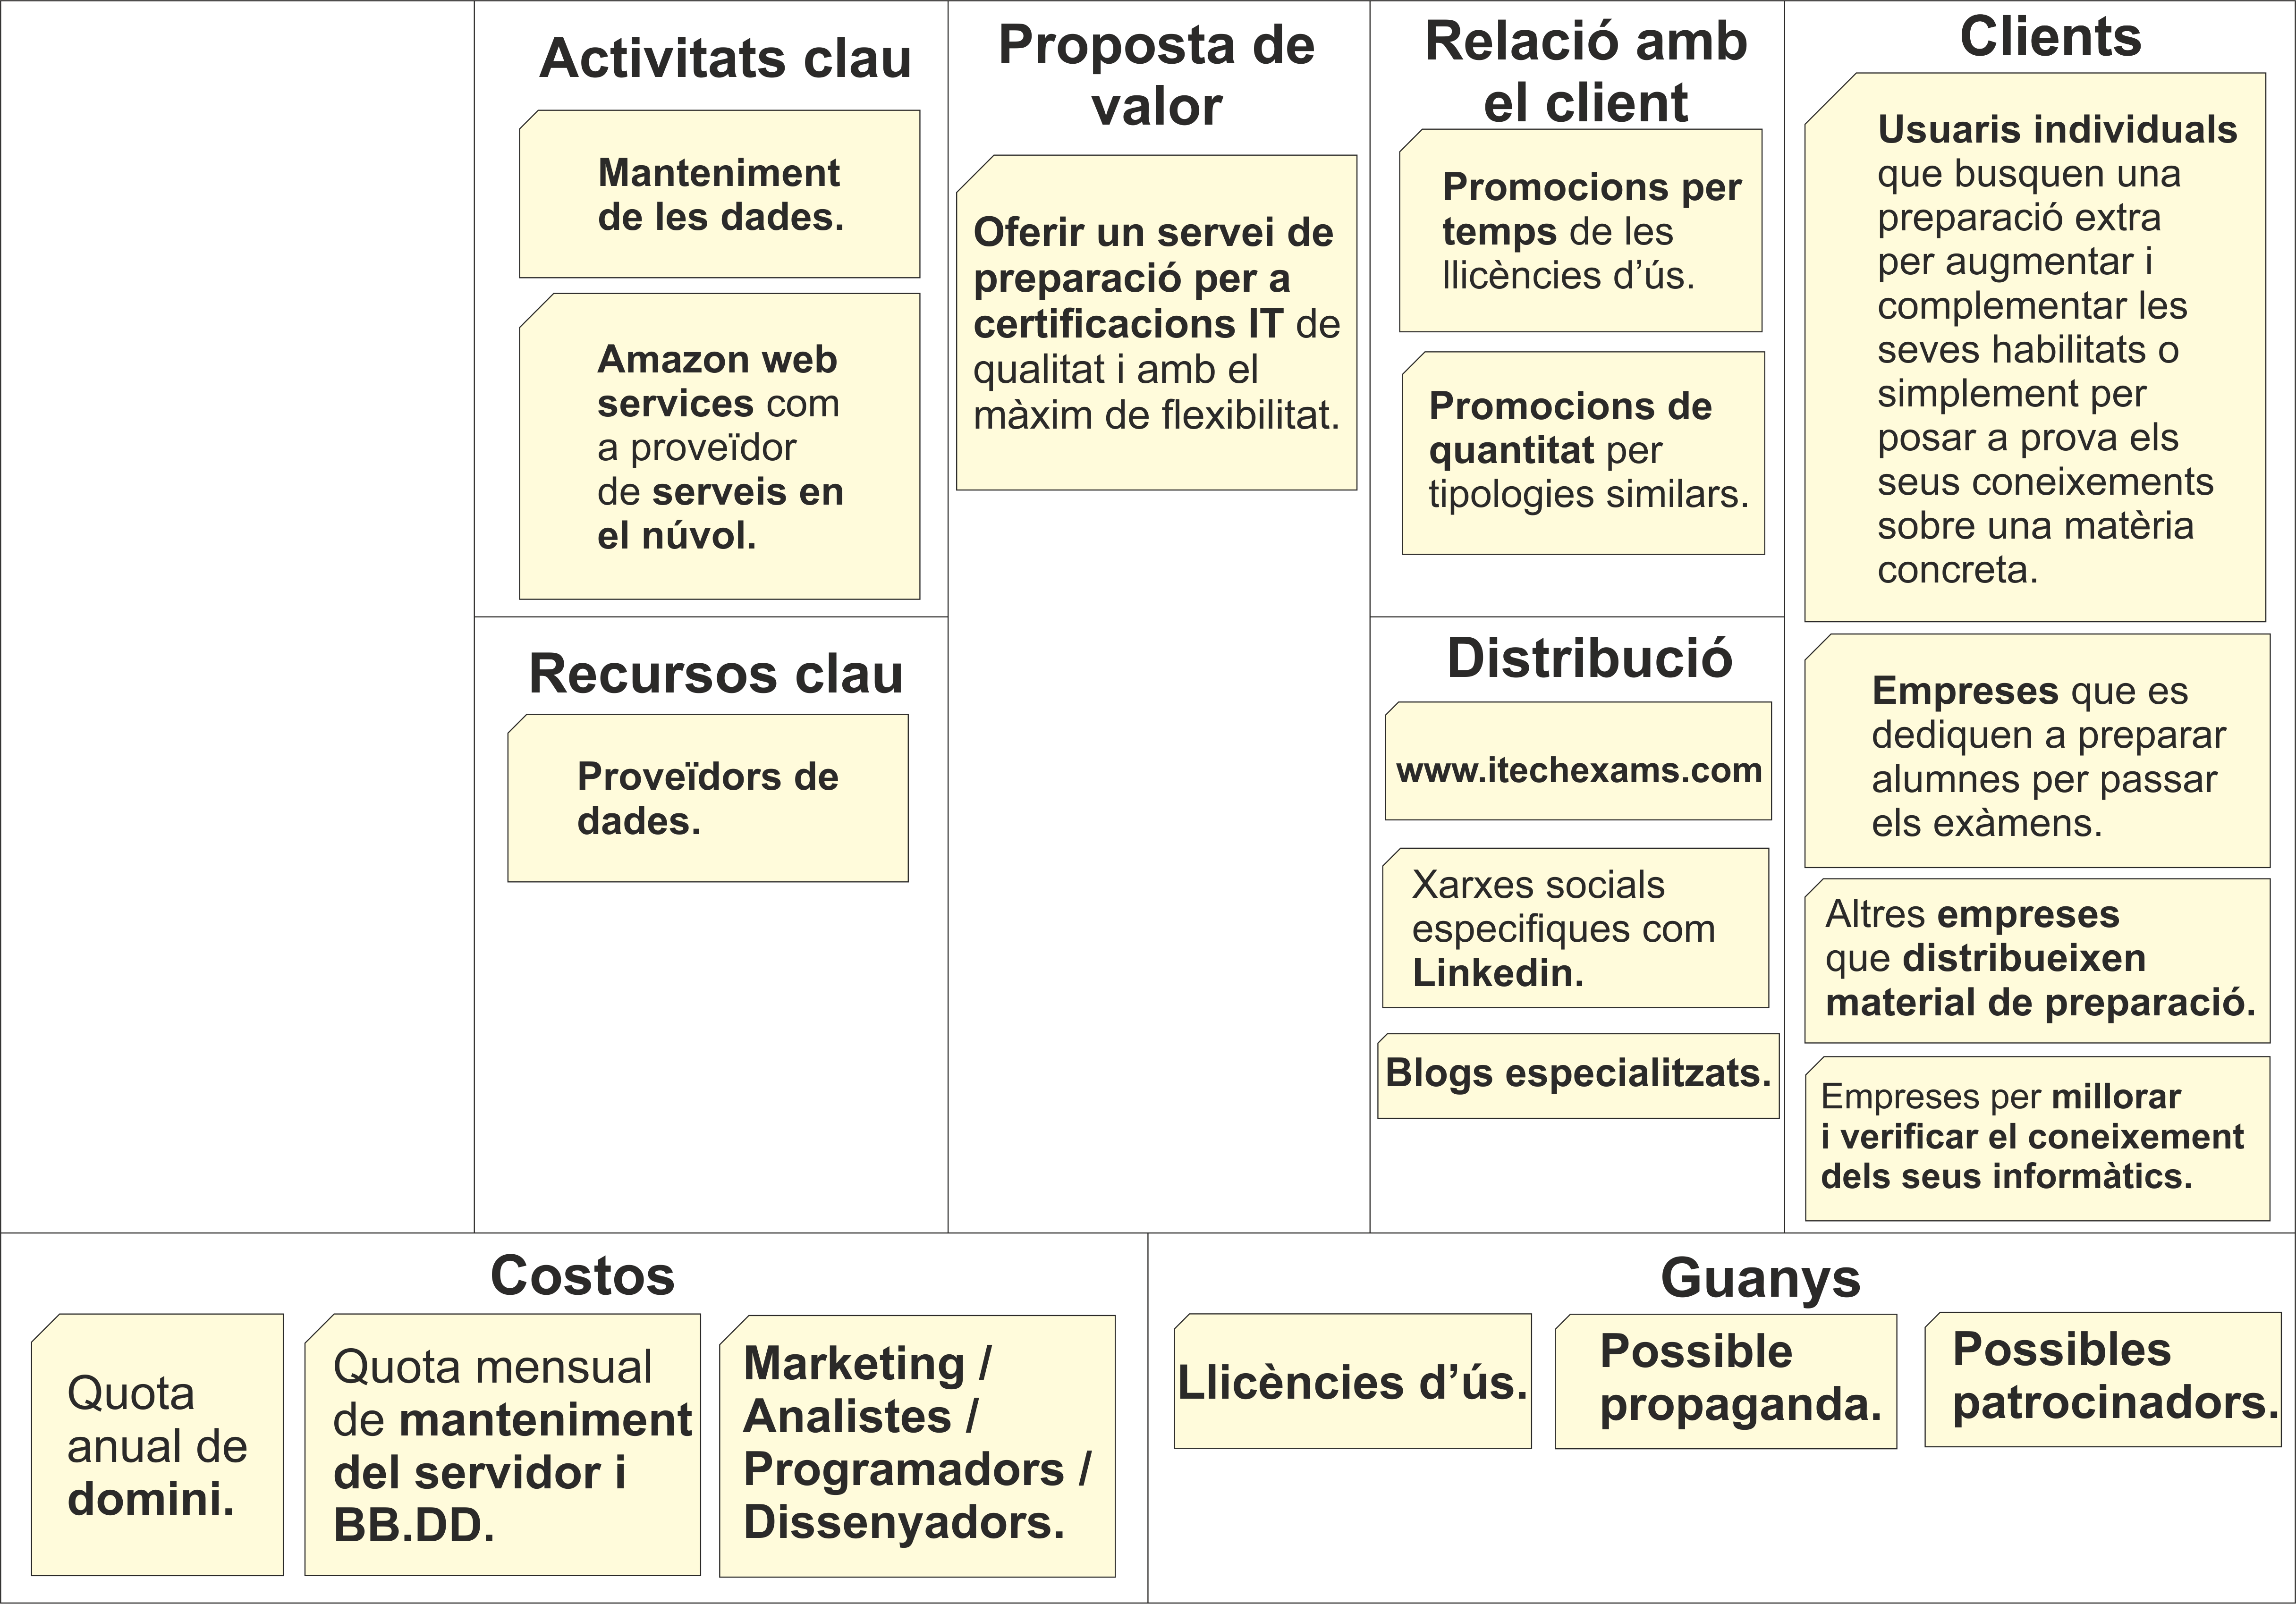 Activitats clau
Manteniment
de les dades.
Amazon web
services com
a proveïdor
de serveis en
el núvol.
Recursos clau
Proveïdors de
dades.
Proposta de
valor
Oferir un servei de
preparació per a
certificacions IT de
qualitat i amb el
màxim de flexibilitat.
Relació amb
el client
Promocions per
temps de les
llicències d’ús.
Promocions de
quantitat per
tipologies similars.
Distribució
www.itechexams.com
Xarxes socials
especifiques com
Linkedin.
Blogs especialitzats.
Clients
Usuaris individuals
que busquen una
preparació extra
per augmentar i
complementar les
seves habilitats o
simplement per
posar a prova els
seus coneixements
sobre una matèria
concreta.
Empreses que es
dediquen a preparar
alumnes per passar
els exàmens.
Altres empreses
que distribueixen
material de preparació.
Empreses per millorar
i verificar el coneixement
dels seus informàtics.
Costos
Quota
anual de
domini.
Quota mensual
de manteniment
del servidor i
BB.DD.
Marketing /
Analistes /
Programadors /
Dissenyadors.
Guanys
Llicències d’ús.
Possible
propaganda.
Possibles
patrocinadors.